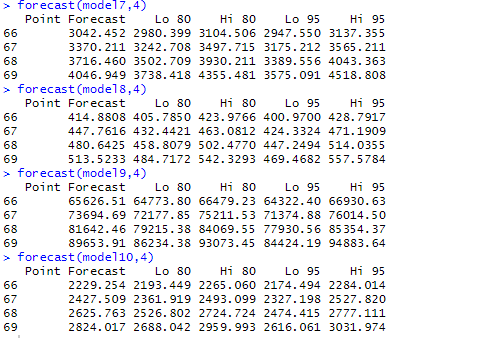 > forecast(model7,4)
Point Forecast Lo 80 Hi 80 Lo 95 Hi 95
66 3042.452 2980.399 3104.506 2947.550 3137.355
67 3370.211 3242.708 3497.715 3175.212 3565.211
68 3716.460 3502.709 3930.211 3389.556 4043.363
69 4046.949 3738.418 4355.481 3575.091 4518.808
> forecast(model8,4)
Point Forecast Lo 80 Hi 80 Lo 95 Hi 95
66 414.8808 405.7850 423.9766 400.9700 428.7917
67 447.7616 432.4421 463.0812 424.3324 471.1909
68 480.6425 458.8079 502.4770 447.2494 514.0355
69 513.5233 484.7172 542.3293 469.4682 557.5784
> forecast(model9,4)
Point Forecast Lo 80 Hi 80 Lo 95 Hi 95
66 65626.51 64773.80 66479.23 64322.40 66930.63
67 73694.69 72177.85 75211.53 71374.88 76014.50
68 81642.46 79215.38 84069.55 77930.56 85354.37
69 89653.91 86234.38 93073.45 84424.19 94883.64
> forecast(model10,4)
Point Forecast Lo 80 Hi 80 Lo 95 Hi 95
66 2229.254 2193.449 2265.060 2174.494 2284.014
67 2427.509 2361.919 2493.099 2327.198 2527.820
68 2625.763 2526.802 2724.724 2474.415 2777.111
69 2824.017 2688.042 2959.993 2616.061 3031.974